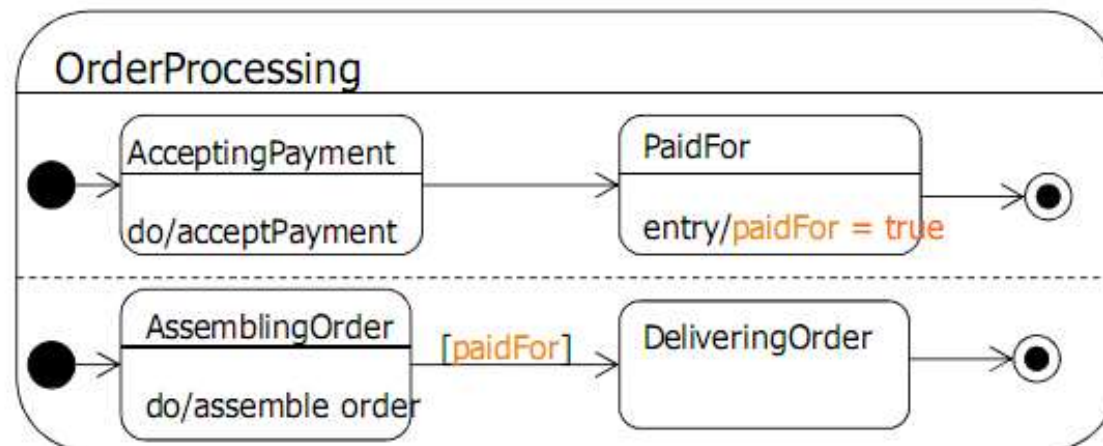 OrderProcessing
AcceptingPayment
do/acceptPayment
PaidFor
entry/paidFor = true
AssemblingOrder
do/assemble order
[paidFor]
DeliveringOrder